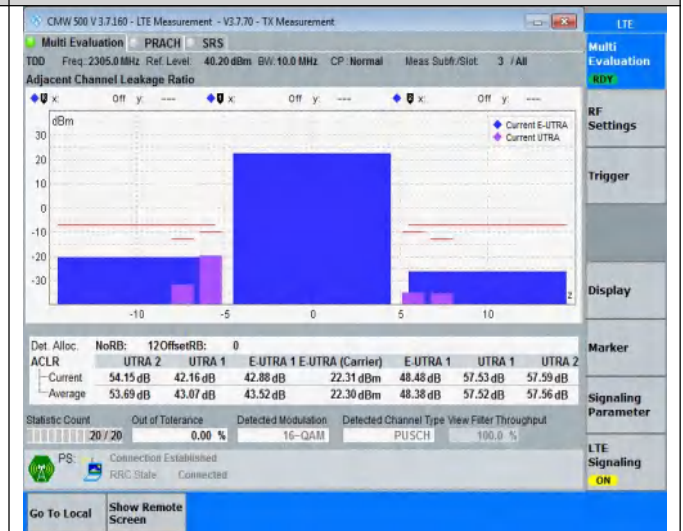 CMW 500 V 3.7.160 - LTE Measurement - V3.7.70 - TX Measurement
LTE
Multi Evaluation PRACH SRS
TDD Freq.: 2305.0 MHz Ref. Level: 40.20 dBm BW: 10.0 MHz CP: Normal Meas Subfr./Slot: 3 / All
Adjacent Channel Leakage Ratio
x: Off y: --- x: Off y: --- x: Off y: ---
dBm
Current E-UTRA
Current UTRA
30
20
10
0
-10
-20
-30
-10 -5 0 5 10
Det. Alloc. NoRB: 12 OffsetRB: 0
ACLR UTRA 2 UTRA 1 E-UTRA 1 E-UTRA (Carrier) E-UTRA 1 UTRA 1 UTRA 2
Current 54.15 dB 42.16 dB 42.88 dB 22.31 dBm 48.48 dB 57.53 dB 57.59 dB
Average 53.69 dB 43.07 dB 43.52 dB 22.30 dBm 48.38 dB 57.52 dB 57.56 dB
Statistic Count Out of Tolerance Detected Modulation Detected Channel Type View Filter Throughput
20 / 20 0.00 % 16-QAM PUSCH 100.0 %
PS: Connection Established
RRC State Connected
Go To Local
Show Remote Screen
Multi Evaluation
RDY
RF Settings
Trigger
Display
Marker
Signaling Parameter
LTE Signaling
ON